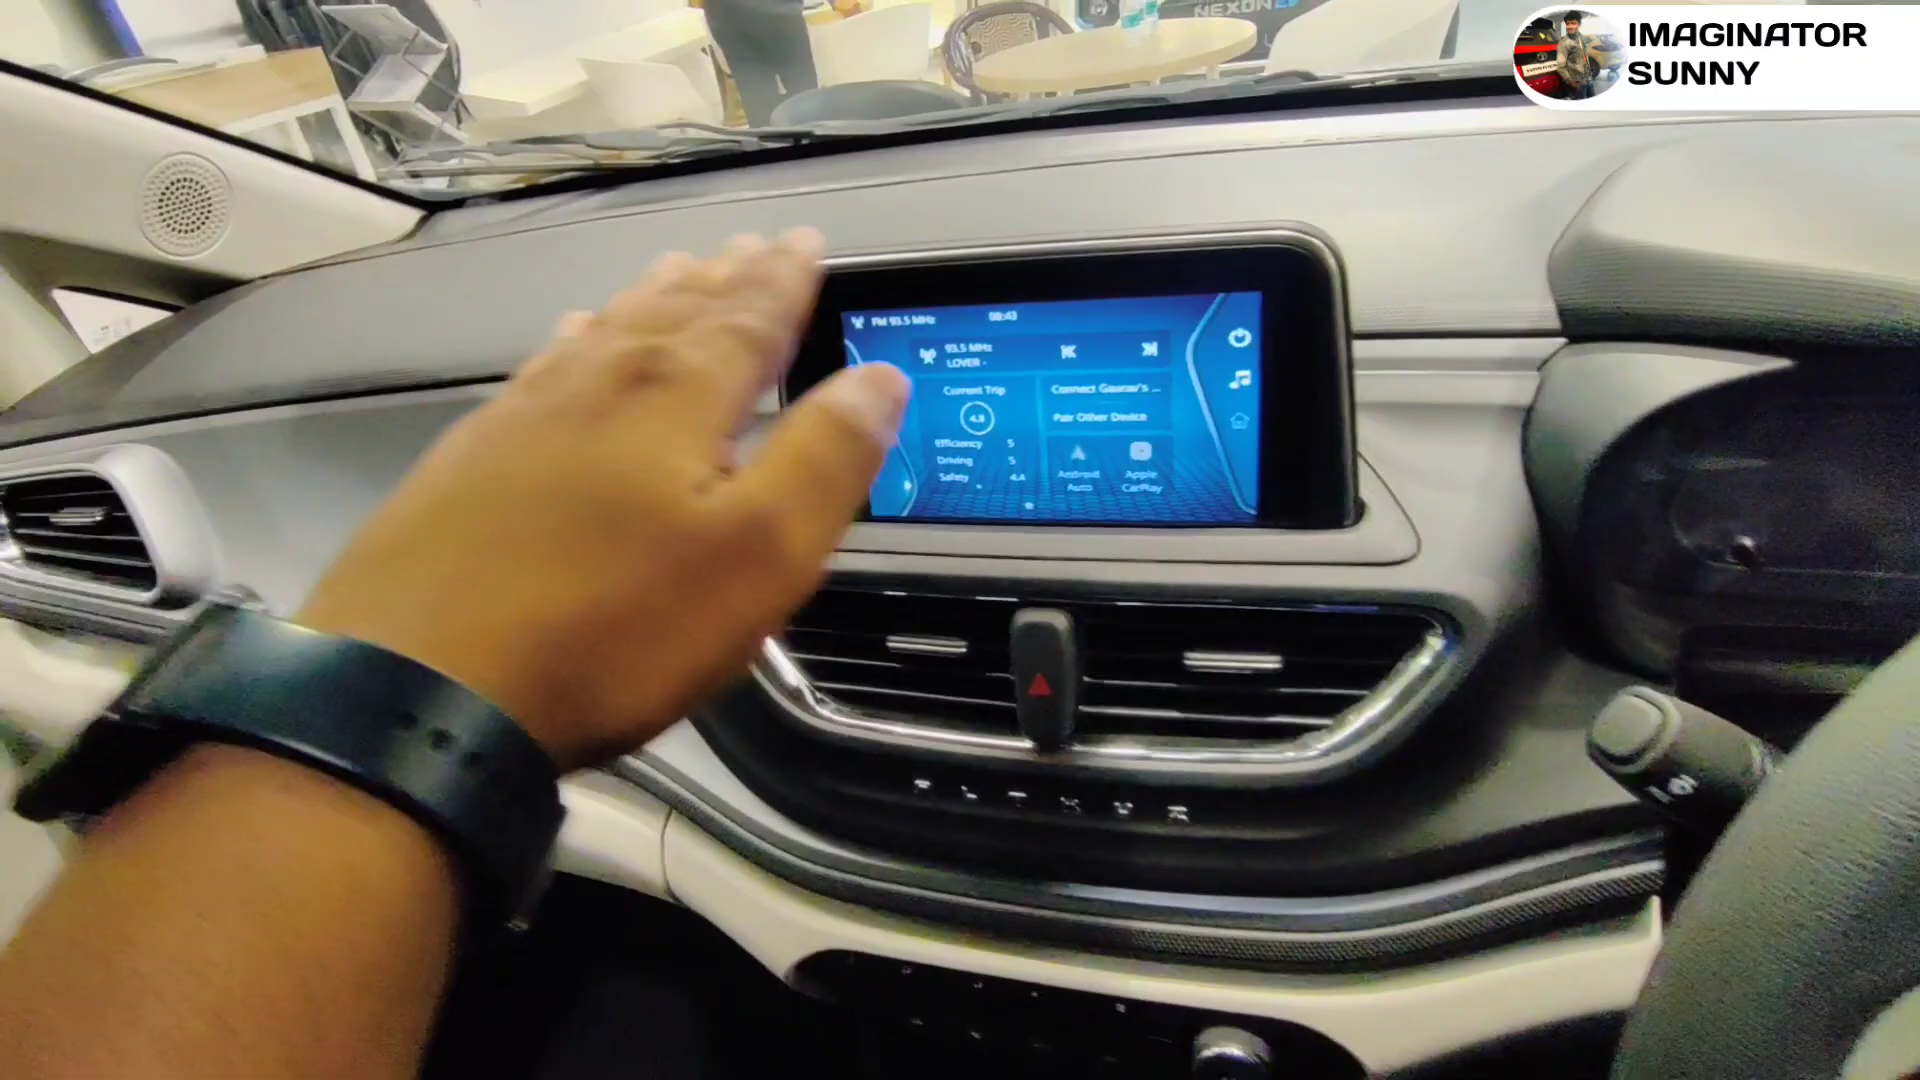 IMAGINATOR
SUNNY
NEXON
FM 93.5 MHz
08:43
93.5 MHz
LOVER -
Current Trip
4.8
Efficiency 5
Driving 5
Safety 4.4
Connect Gaurav's ...
Pair Other Device
Android
Auto
Apple
CarPlay